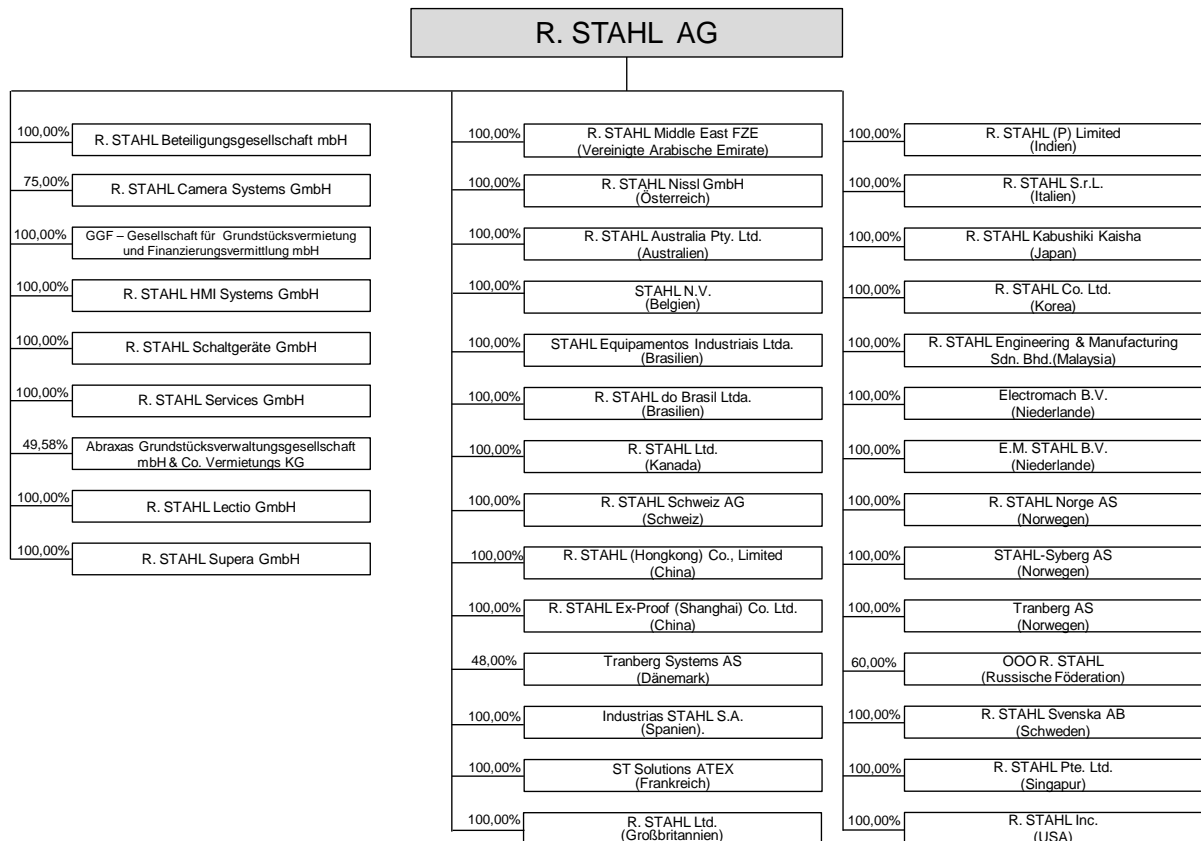 R. STAHL AG
100,00%
R. STAHL Beteiligungsgesellschaft mbH
75,00%
R. STAHL Camera Systems GmbH
100,00%
GGF – Gesellschaft für Grundstücksvermietung
und Finanzierungsvermittlung mbH
100,00%
R. STAHL HMI Systems GmbH
100,00%
R. STAHL Schaltgeräte GmbH
100,00%
R. STAHL Services GmbH
49,58%
Abraxas Grundstücksverwaltungsgesellschaft
mbH & Co. Vermietungs KG
100,00%
R. STAHL Lectio GmbH
100,00%
R. STAHL Supera GmbH
100,00%
R. STAHL Middle East FZE
(Vereinigte Arabische Emirate)
100,00%
R. STAHL Nissl GmbH
(Österreich)
100,00%
R. STAHL Australia Pty. Ltd.
(Australien)
100,00%
STAHL N.V.
(Belgien)
100,00%
STAHL Equipamentos Industriais Ltda.
(Brasilien)
100,00%
R. STAHL do Brasil Ltda.
(Brasilien)
100,00%
R. STAHL Ltd.
(Kanada)
100,00%
R. STAHL Schweiz AG
(Schweiz)
100,00%
R. STAHL (Hongkong) Co., Limited
(China)
100,00%
R. STAHL Ex-Proof (Shanghai) Co. Ltd.
(China)
48,00%
Tranberg Systems AS
(Dänemark)
100,00%
Industrias STAHL S.A.
(Spanien).
100,00%
ST Solutions ATEX
(Frankreich)
100,00%
R. STAHL Ltd.
(Großbritannien)
100,00%
R. STAHL (P) Limited
(Indien)
100,00%
R. STAHL S.r.L.
(Italien)
100,00%
R. STAHL Kabushiki Kaisha
(Japan)
100,00%
R. STAHL Co. Ltd.
(Korea)
100,00%
R. STAHL Engineering & Manufacturing
Sdn. Bhd.(Malaysia)
100,00%
Electromach B.V.
(Niederlande)
100,00%
E.M. STAHL B.V.
(Niederlande)
100,00%
R. STAHL Norge AS
(Norwegen)
100,00%
STAHL-Syberg AS
(Norwegen)
100,00%
Tranberg AS
(Norwegen)
60,00%
OOO R. STAHL
(Russische Föderation)
100,00%
R. STAHL Svenska AB
(Schweden)
100,00%
R. STAHL Pte. Ltd.
(Singapur)
100,00%
R. STAHL Inc.
(USA)